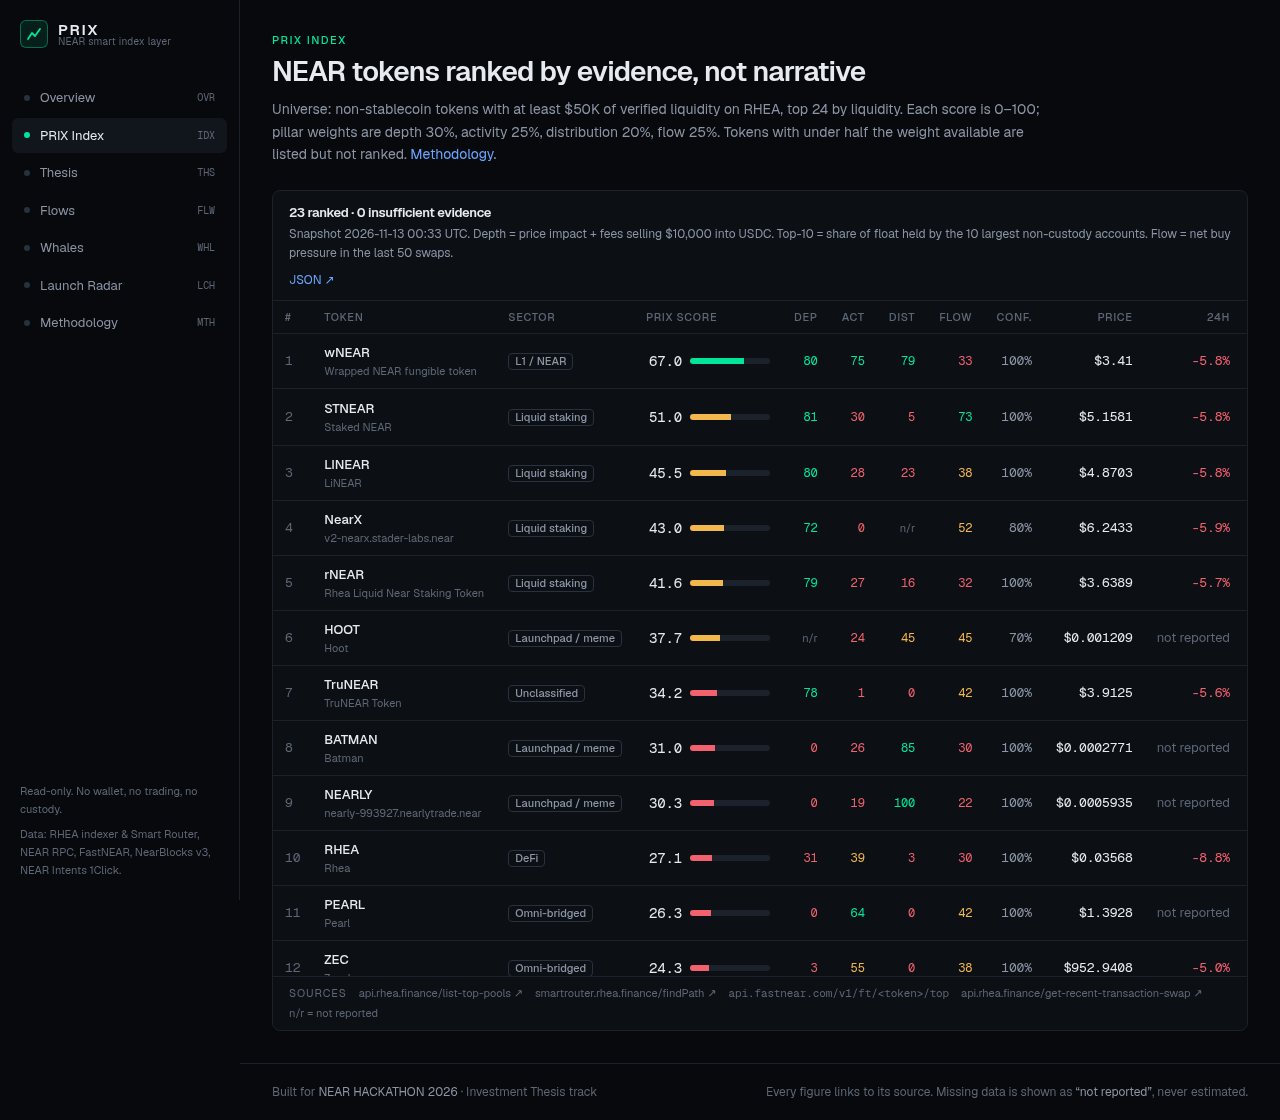 PRIX
NEAR smart index layer
Overview OVR
PRIX Index IDX
Thesis THS
Flows FLW
Whales WHL
Launch Radar LCH
Methodology MTH
Read-only. No wallet, no trading, no
custody.
Data: RHEA indexer & Smart Router,
NEAR RPC, FastNEAR, NearBlocks v3,
NEAR Intents 1Click.
PRIX INDEX
NEAR tokens ranked by evidence, not narrative
Universe: non-stablecoin tokens with at least $50K of verified liquidity on RHEA, top 24 by liquidity. Each score is 0–100;
pillar weights are depth 30%, activity 25%, distribution 20%, flow 25%. Tokens with under half the weight available are
listed but not ranked. Methodology.
23 ranked · 0 insufficient evidence
Snapshot 2026-11-13 00:33 UTC. Depth = price impact + fees selling $10,000 into USDC. Top-10 = share of float held by the 10 largest non-custody accounts. Flow = net buy
pressure in the last 50 swaps.
JSON ↗
# TOKEN SECTOR PRIX SCORE DEP ACT DIST FLOW CONF. PRICE 24H
1 wNEAR L1 / NEAR 67.0 80 75 79 33 100% $3.41 -5.8%
Wrapped NEAR fungible token
2 STNEAR Liquid staking 51.0 81 30 5 73 100% $5.1581 -5.8%
Staked NEAR
3 LINEAR Liquid staking 45.5 80 28 23 38 100% $4.8703 -5.8%
LiNEAR
4 NearX Liquid staking 43.0 72 0 n/r 52 80% $6.2433 -5.9%
v2-nearx.stader-labs.near
5 rNEAR Liquid staking 41.6 79 27 16 32 100% $3.6389 -5.7%
Rhea Liquid Near Staking Token
6 HOOT Launchpad / meme 37.7 n/r 24 45 45 70% $0.001209 not reported
Hoot
7 TruNEAR Unclassified 34.2 78 1 0 42 100% $3.9125 -5.6%
TruNEAR Token
8 BATMAN Launchpad / meme 31.0 0 26 85 30 100% $0.0002771 not reported
Batman
9 NEARLY Launchpad / meme 30.3 0 19 100 22 100% $0.0005935 not reported
nearly-993927.nearlytrade.near
10 RHEA DeFi 27.1 31 39 3 30 100% $0.03568 -8.8%
Rhea
11 PEARL Omni-bridged 26.3 0 64 0 42 100% $1.3928 not reported
Pearl
12 ZEC Omni-bridged 24.3 3 55 0 38 100% $952.9408 -5.0%
SOURCES api.rhea.finance/list-top-pools ↗ smartrouter.rhea.finance/findPath ↗ api.fastnear.com/v1/ft/<token>/top api.rhea.finance/get-recent-transaction-swap ↗
n/r = not reported
Built for NEAR HACKATHON 2026 · Investment Thesis track
Every figure links to its source. Missing data is shown as “not reported”, never estimated.